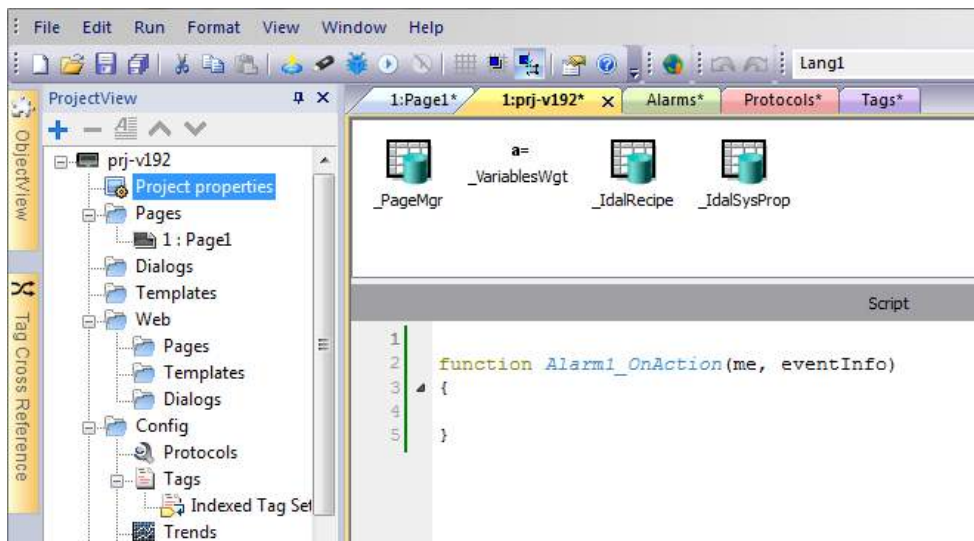 File Edit Run Format View Window Help
Lang1
ProjectView
1:Page1* 1:prj-v192* Alarms* Protocols* Tags*
ObjectView
Tag Cross Reference
prj-v192
Project properties
Pages
1 : Page1
Dialogs
Templates
Web
Pages
Templates
Dialogs
Config
Protocols
Tags
Indexed Tag Set
Trends
a=
_PageMgr
_VariablesWgt
_IdalRecipe
_IdalSysProp
Script
1
2 function Alarm1_OnAction(me, eventInfo)
3 {
4
5 }